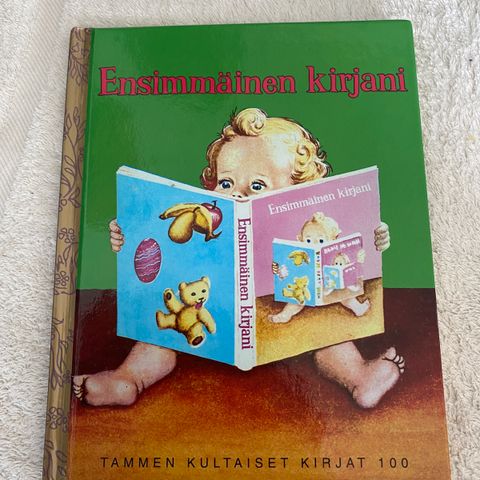 Ensimmäinen kirjani
Ensimmäinen kirjani
Ensimmäinen kirjani
TAMMEN KULTAISET KIRJAT 100